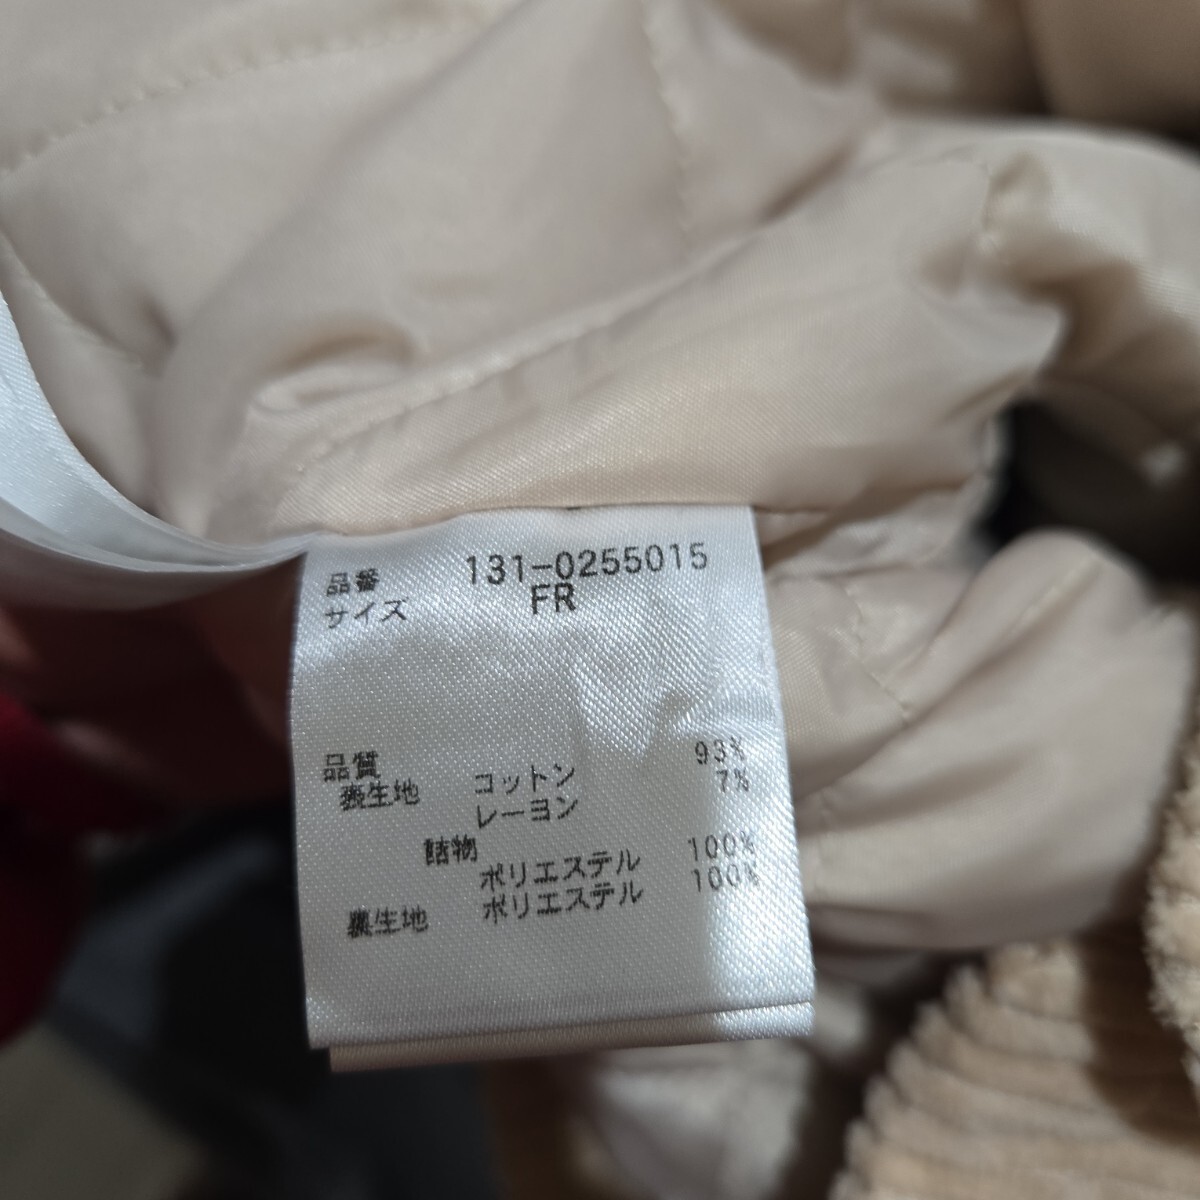 品番 131-0255015
サイズ FR
品質
表生地 コットン 93%
レーヨン 7%
詰物 ポリエステル 100%
裏生地 ポリエステル 100%